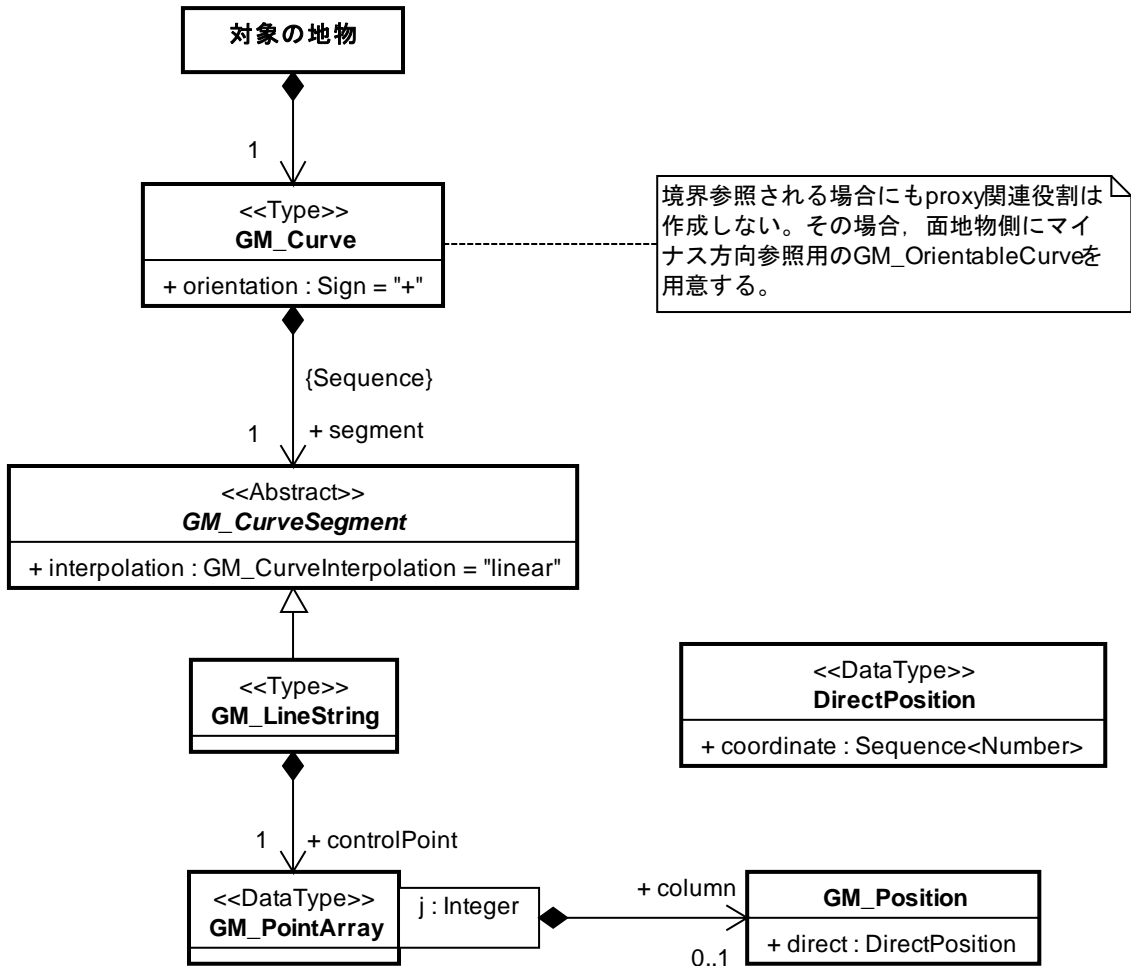 対象の地物
1
<<Type>>
GM_Curve
+ orientation : Sign = "+"
境界参照される場合にもproxy関連役割は
作成しない。その場合，面地物側にマイ
ナス方向参照用のGM_OrientableCurveを
用意する。
{Sequence}
1
+ segment
<<Abstract>>
GM_CurveSegment
+ interpolation : GM_CurveInterpolation = "linear"
<<Type>>
GM_LineString
<<DataType>>
DirectPosition
+ coordinate : Sequence<Number>
1
+ controlPoint
<<DataType>>
GM_PointArray
j : Integer
+ column
0..1
GM_Position
+ direct : DirectPosition